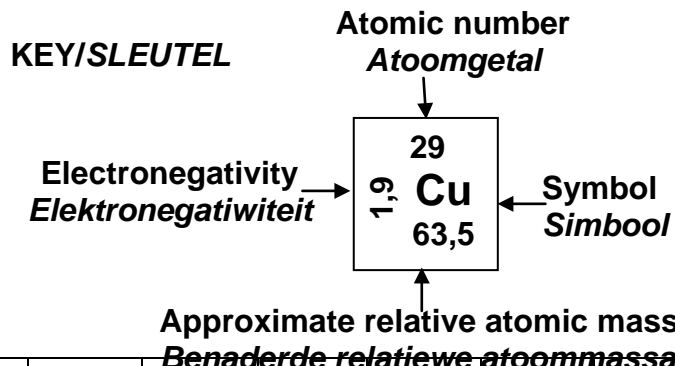 KEY/SLEUTEL
Atomic number
Atoomgetal
Electronegativity
Elektronegatiwiteit
29
1,9
Cu
63,5
Symbol
Simbool
Approximate relative atomic mass
Benaderde relatiewe atoommassa